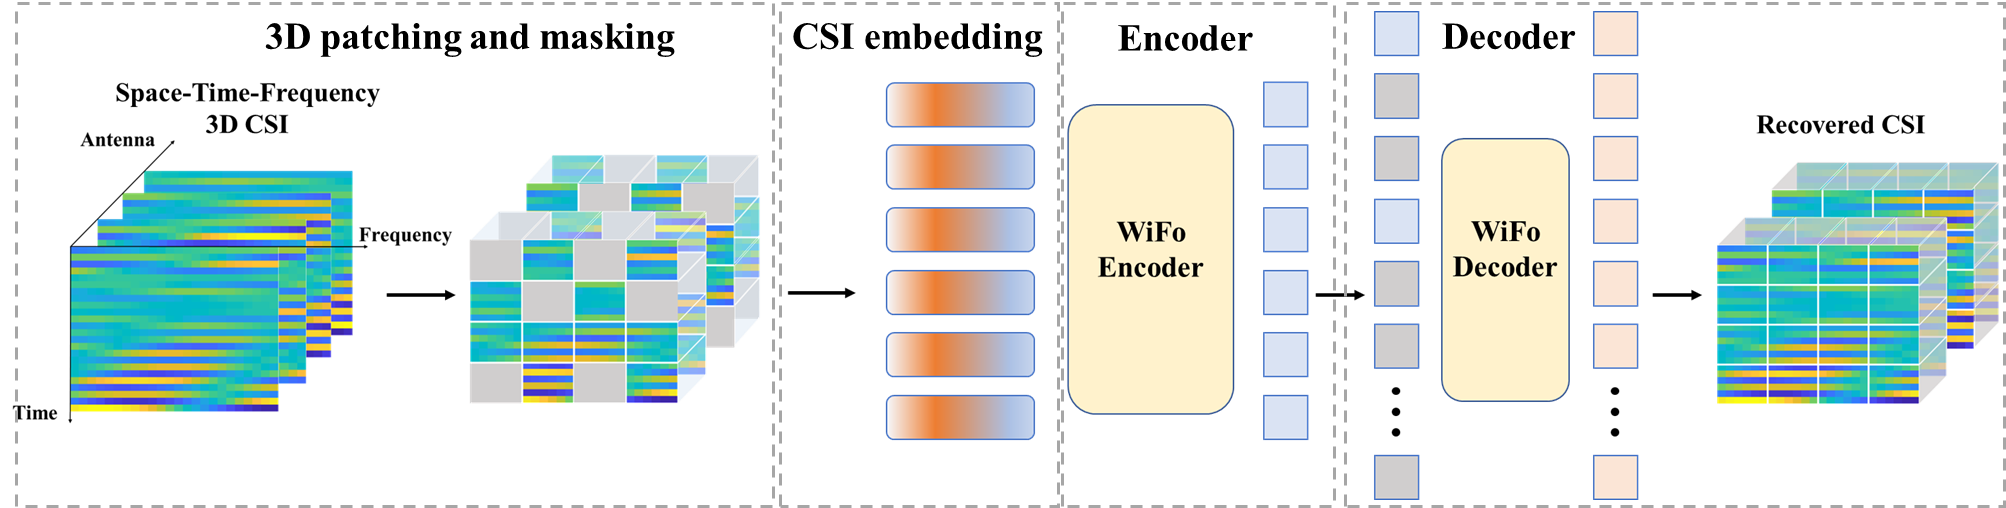 3D patching and masking
Space-Time-Frequency
3D CSI
Antenna
Frequency
Time
CSI embedding
Encoder
WiFo
Encoder
Decoder
WiFo
Decoder
Recovered CSI